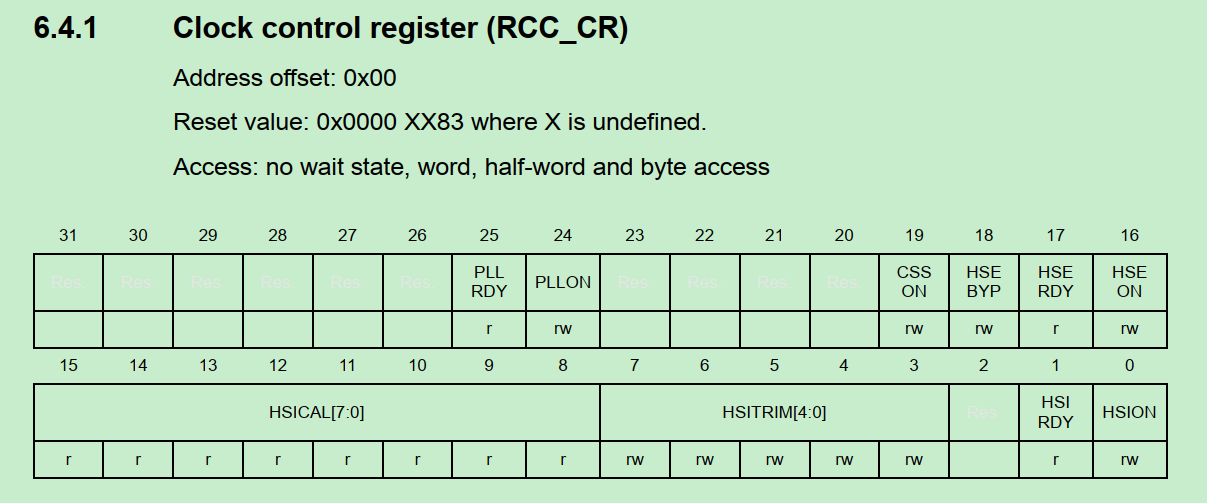 6.4.1 Clock control register (RCC_CR)
Address offset: 0x00
Reset value: 0x0000 XX83 where X is undefined.
Access: no wait state, word, half-word and byte access
31 30 29 28 27 26 25 24 23 22 21 20 19 18 17 16
Res. Res. Res. Res. Res. Res. PLL RDY PLLON Res. Res. Res. Res. CSS ON HSE BYP HSE RDY HSE ON
r rw rw rw r rw
15 14 13 12 11 10 9 8 7 6 5 4 3 2 1 0
HSICAL[7:0] HSITRIM[4:0] Res. HSI RDY HSION
r r r r r r r r rw rw rw rw rw r rw